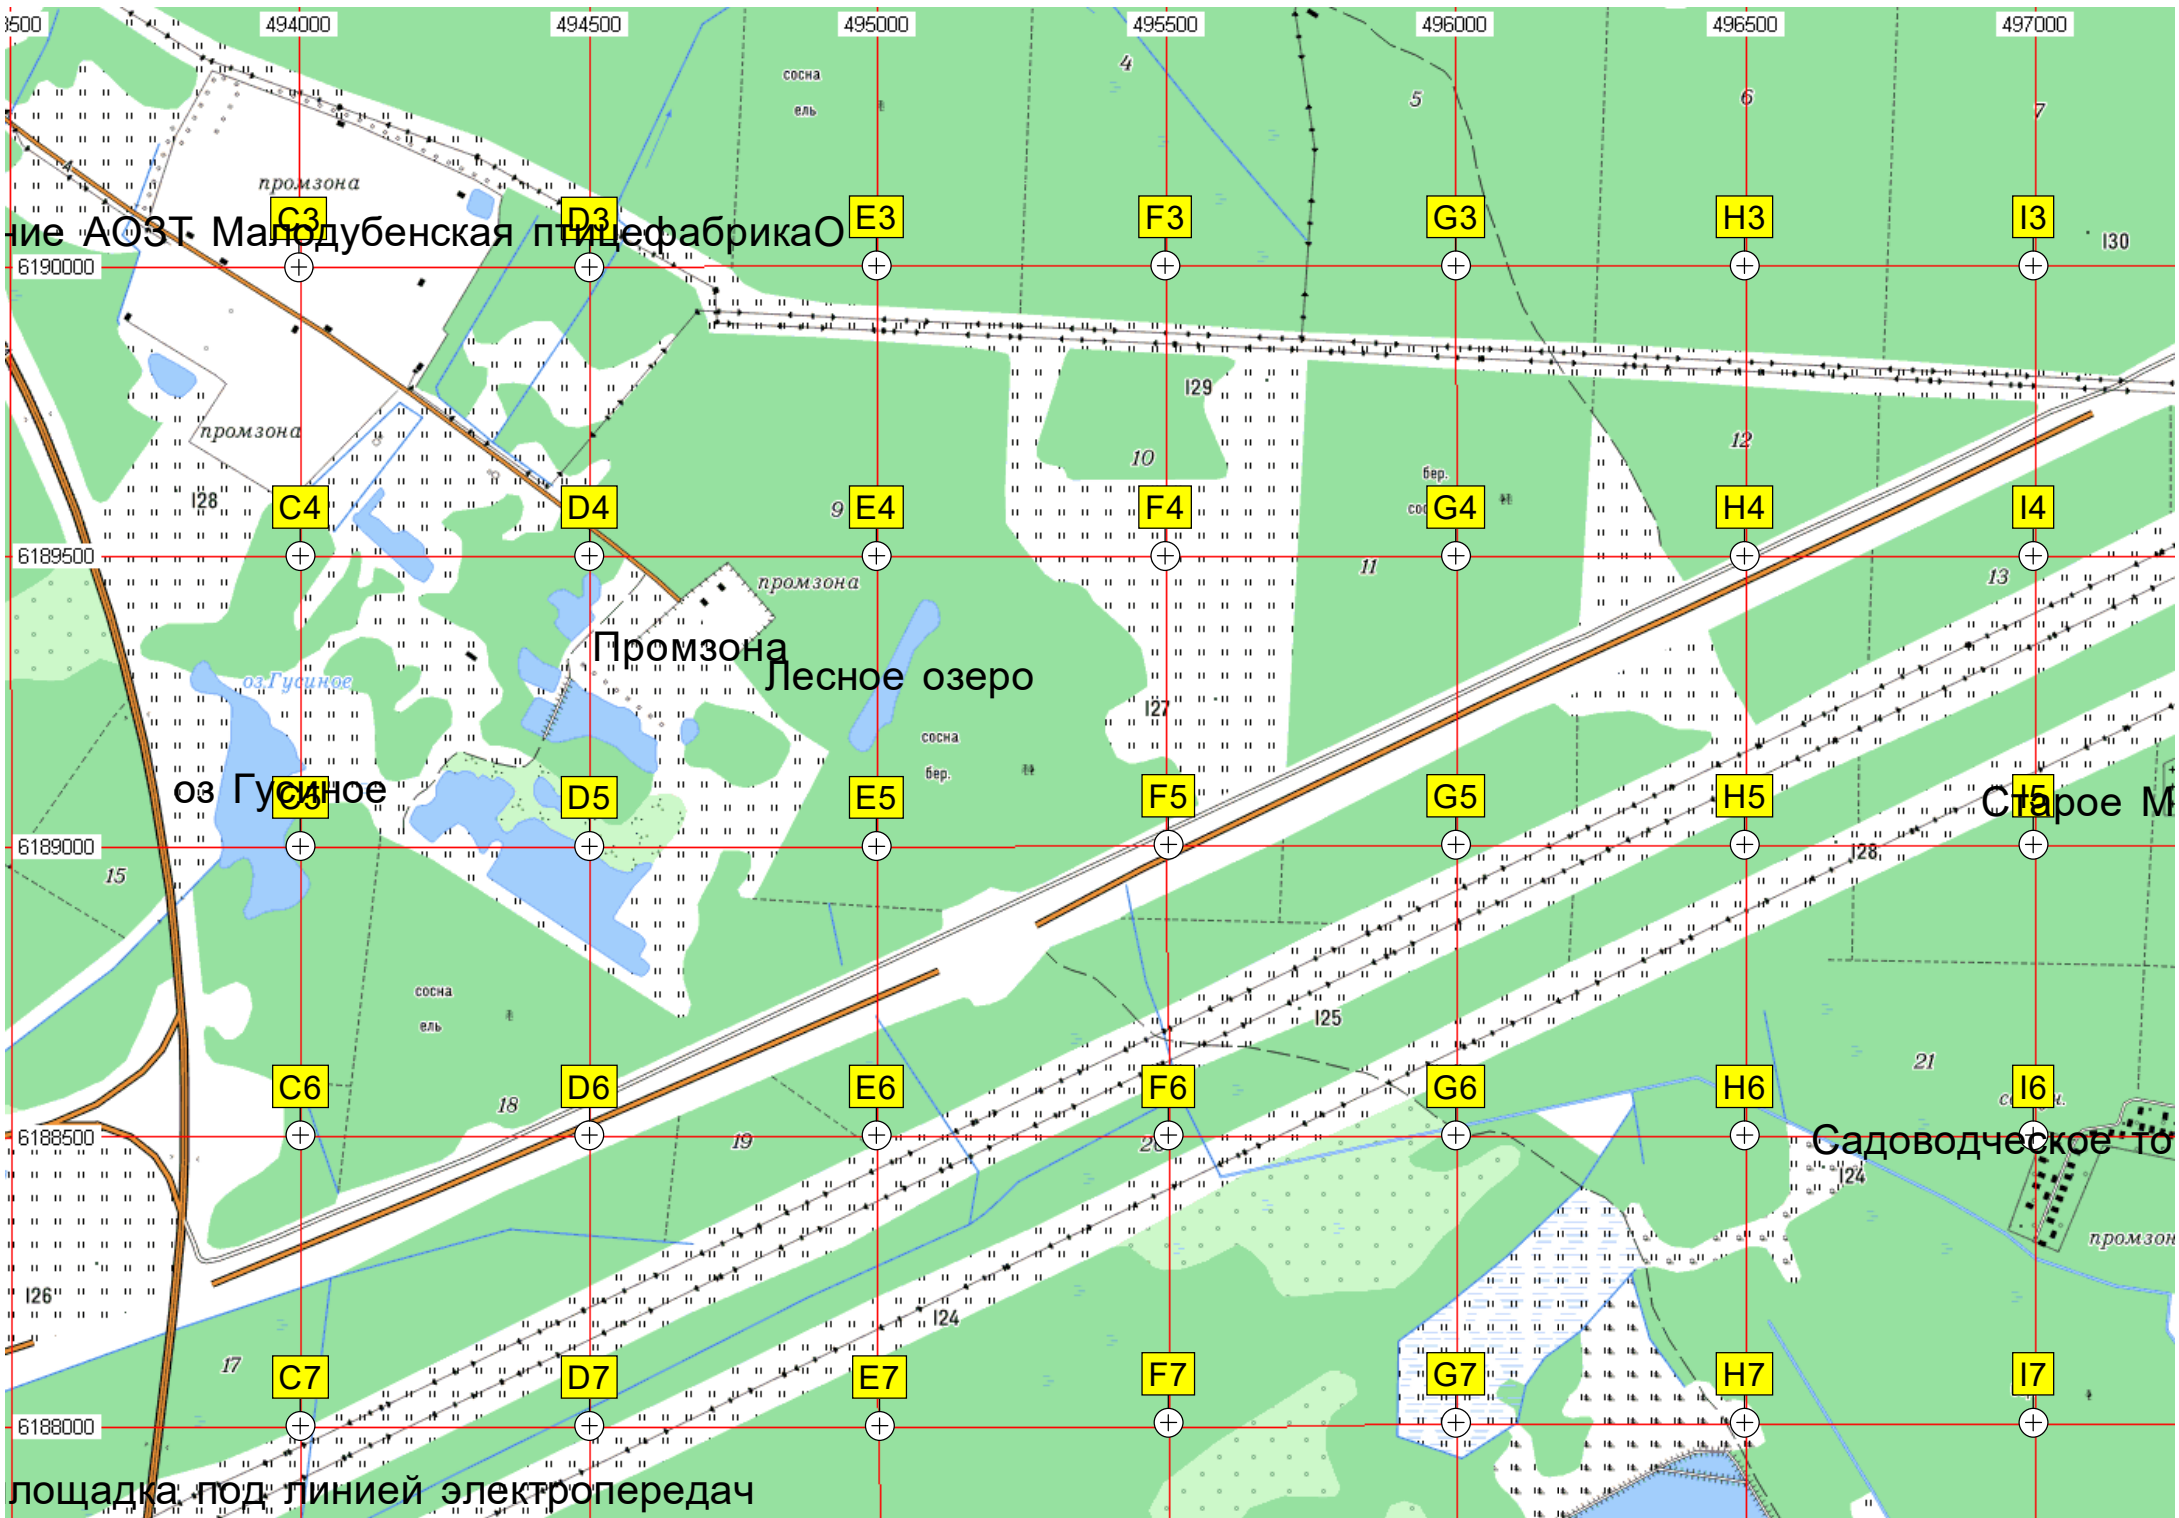 494000 494500 495000 495500 496000 496500 497000
сосна
ель
4
5
6
7
промзона
C3 D3 E3 F3 G3 H3 I3
ние АОЗТ Малодубенская птицефабрикаО
130
6190000
129
промзона
10
12
бер.
128
9
C4 D4 E4 F4 G4 H4 I4
6189500
11
13
промзона
Промзона
Лесное озеро
оз.Гусиное
127
сосна
бер.
оз Гусиное
C5 D5 E5 F5 G5 H5 I5
Старое М
6189000
128
15
сосна
ель
125
21
C6 D6 E6 F6 G6 H6 I6
18
6188500
19
Садоводческое то
124
промзон
126
124
17
C7 D7 E7 F7 G7 H7 I7
6188000
лощадка под линией электропередач